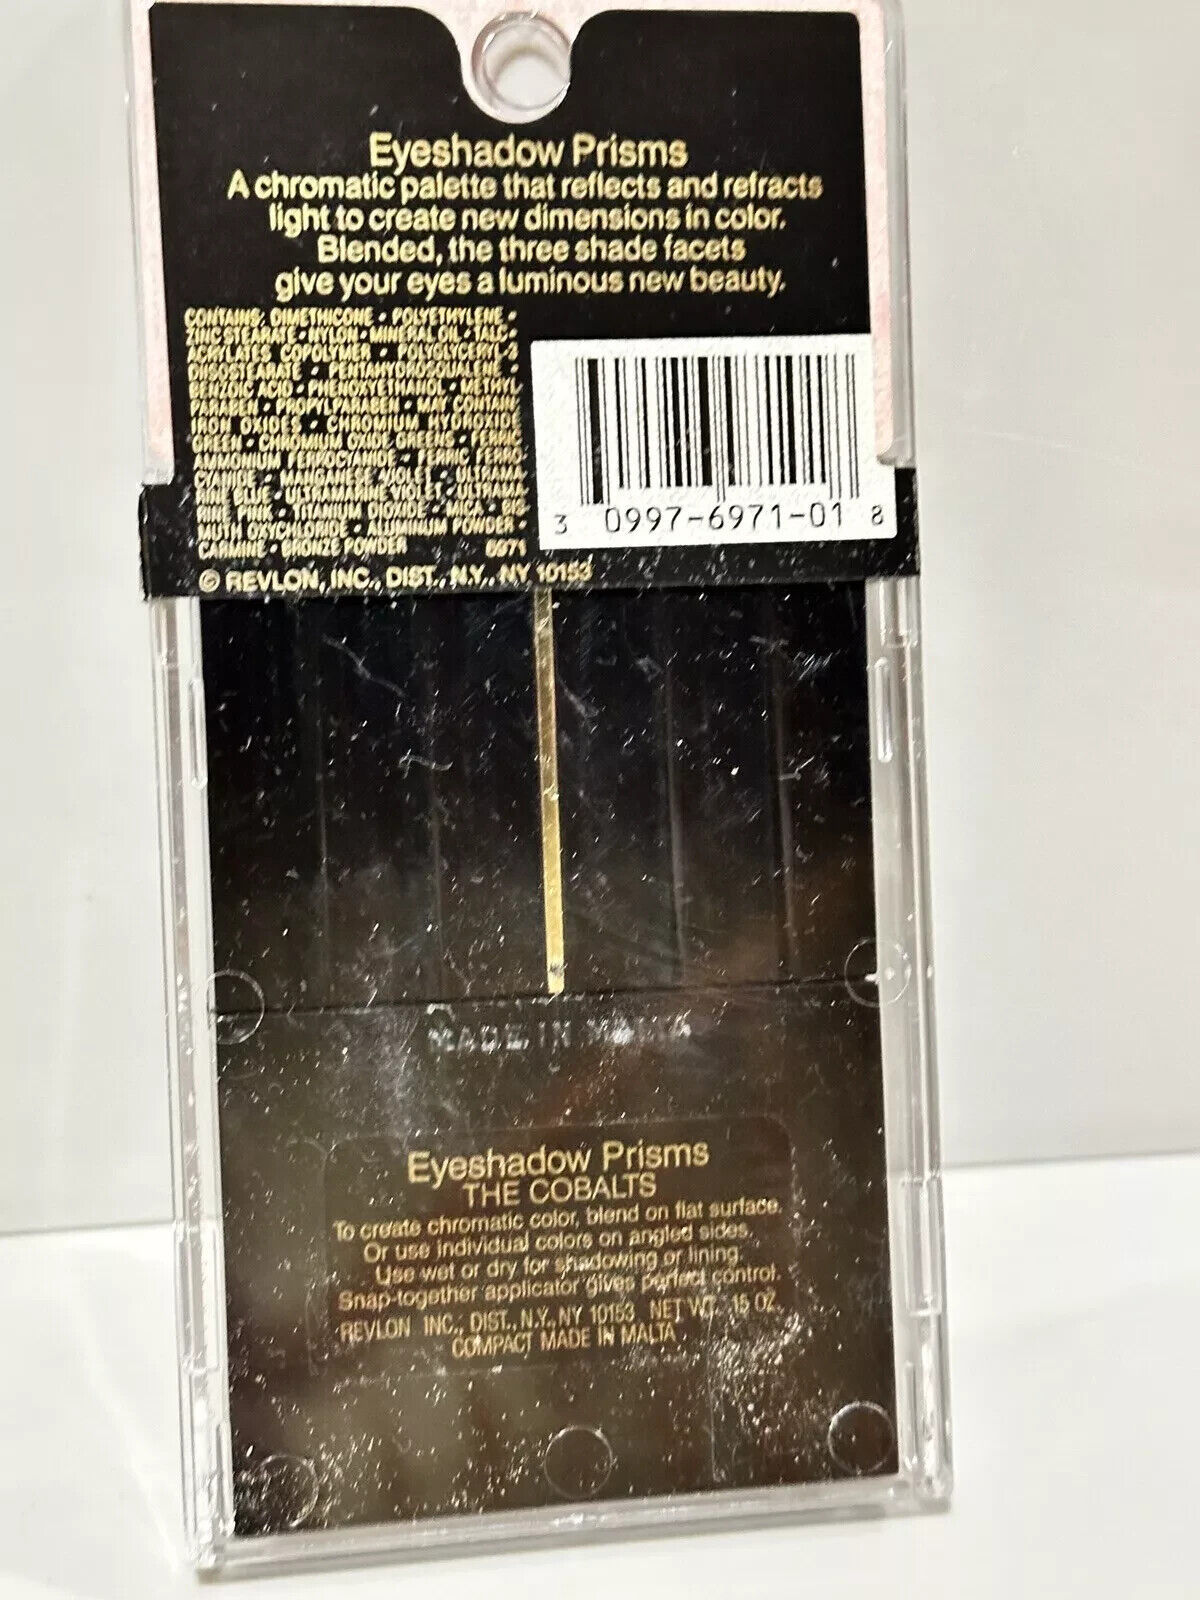 Eyeshadow Prisms
A chromatic palette that reflects and refracts
light to create new dimensions in color.
Blended, the three shade facets
give your eyes a luminous new beauty.
CONTAINS: DIMETHICONE • POLYETHYLENE •
ZINC STEARATE • NYLON • MINERAL OIL • TALC •
ACRYLATES COPOLYMER • POLYGLYCERYL-3
DIISOSTEARATE • PENTAHYDROSQUALENE •
BENZOIC ACID • PHENOXYETHANOL • METHYL-
PARABEN • PROPYLPARABEN • MAY CONTAIN:
IRON OXIDES • CHROMIUM HYDROXIDE
GREEN • CHROMIUM OXIDE GREENS • FERRIC
AMMONIUM FERROCYANIDE • FERRIC FERRO-
CYANIDE • MANGANESE VIOLET • ULTRAMA-
RINE BLUE • ULTRAMARINE VIOLET • ULTRAMA-
RINE PINK • TITANIUM DIOXIDE • MICA • BIS-
MUTH OXYCHLORIDE • ALUMINUM POWDER •
CARMINE • BRONZE POWDER 6971
© REVLON, INC., DIST., N.Y., NY 10153
3 0997-6971-01 8
MADE IN MALTA
Eyeshadow Prisms
THE COBALTS
To create chromatic color, blend on flat surface.
Or use individual colors on angled sides.
Use wet or dry for shadowing or lining.
Snap-together applicator gives perfect control.
REVLON INC., DIST., N.Y., NY 10153 NET WT. .15 OZ.
COMPACT MADE IN MALTA